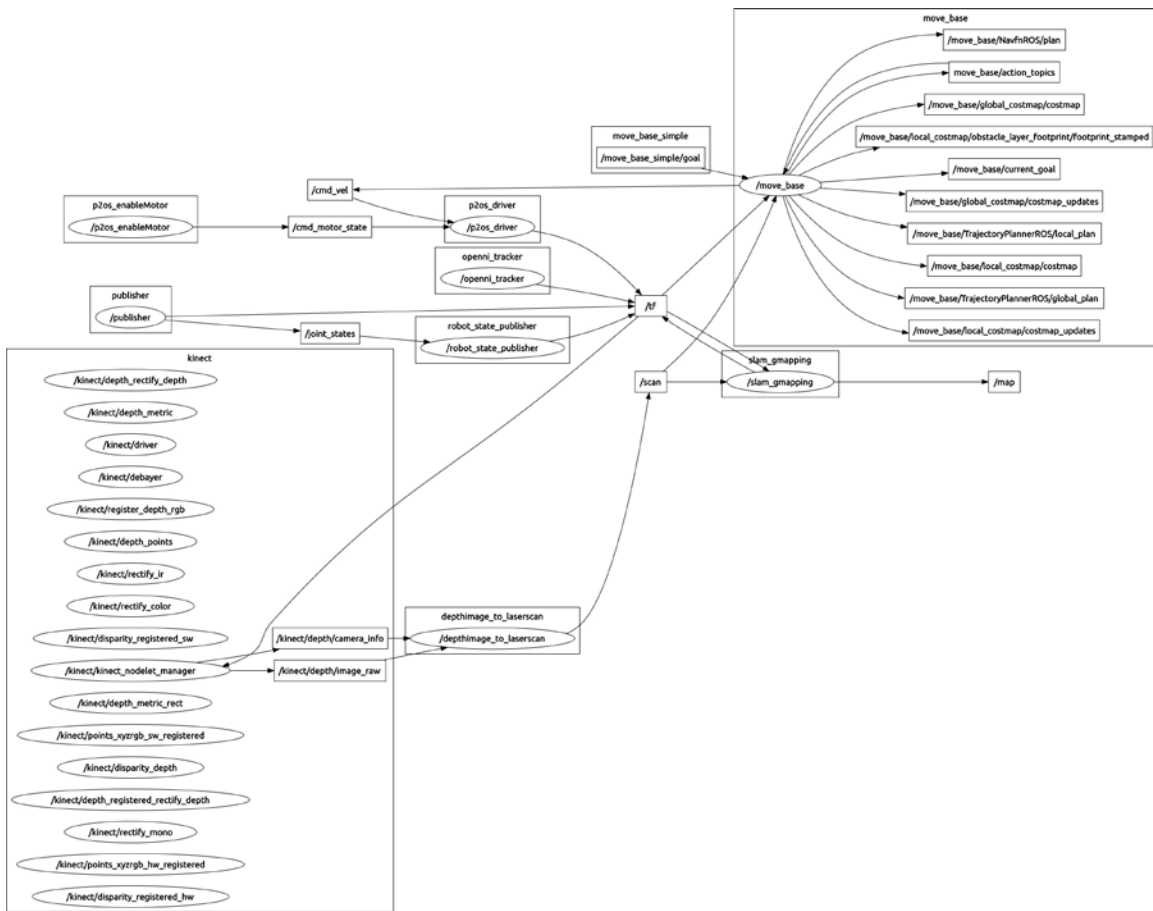 move_base
/move_base/NavfnROS/plan
move_base/action_topics
/move_base/global_costmap/costmap
move_base_simple
/move_base/local_costmap/obstacle_layer_footprint/footprint_stamped
/move_base_simple/goal
/move_base/current_goal
/move_base
/cmd_vel
/move_base/global_costmap/costmap_updates
p2os_enableMotor
p2os_driver
/p2os_enableMotor
/cmd_motor_state
/p2os_driver
/move_base/TrajectoryPlannerROS/local_plan
openni_tracker
/move_base/local_costmap/costmap
/openni_tracker
publisher
/move_base/TrajectoryPlannerROS/global_plan
/tf
/publisher
robot_state_publisher
/joint_states
/move_base/local_costmap/costmap_updates
/robot_state_publisher
kinect
slam_gmapping
/kinect/depth_rectify_depth
/scan
/slam_gmapping
/map
/kinect/depth_metric
/kinect/driver
/kinect/debayer
/kinect/register_depth_rgb
/kinect/depth_points
/kinect/rectify_ir
/kinect/rectify_color
depthimage_to_laserscan
/kinect/disparity_registered_sw
/kinect/depth/camera_info
/depthimage_to_laserscan
/kinect/kinect_nodelet_manager
/kinect/depth/image_raw
/kinect/depth_metric_rect
/kinect/points_xyzrgb_sw_registered
/kinect/disparity_depth
/kinect/depth_registered_rectify_depth
/kinect/rectify_mono
/kinect/points_xyzrgb_hw_registered
/kinect/disparity_registered_hw